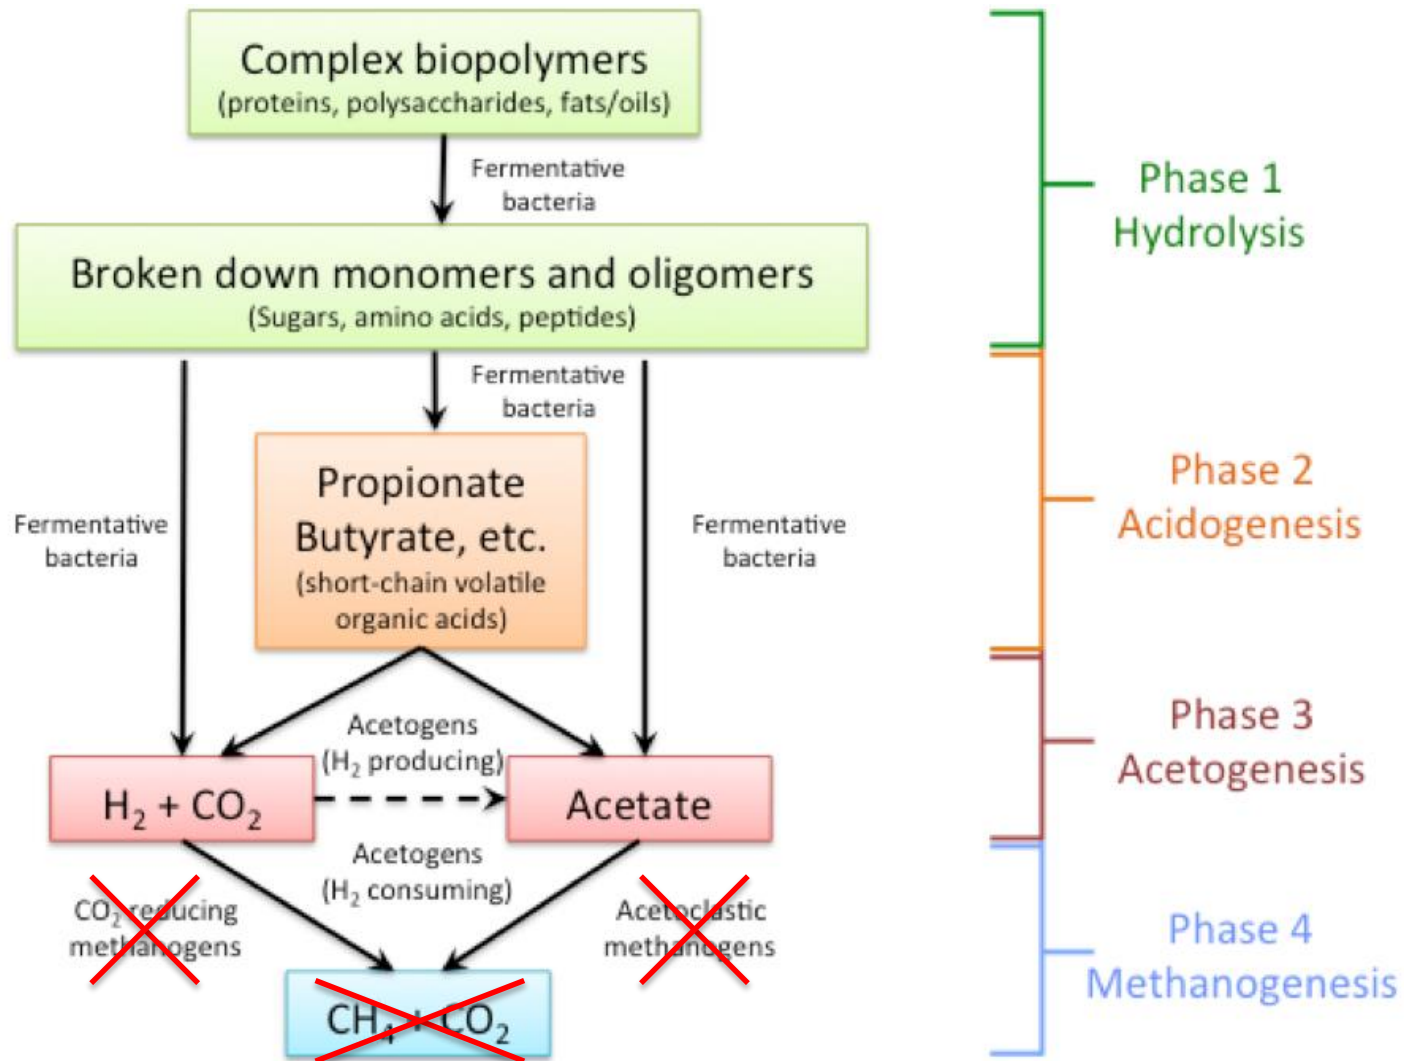 Complex biopolymers
(proteins, polysaccharides, fats/oils)
Fermentative
bacteria
Phase 1
Hydrolysis
Broken down monomers and oligomers
(Sugars, amino acids, peptides)
Fermentative
bacteria
Propionate
Butyrate, etc.
(short-chain volatile
organic acids)
Fermentative
bacteria
Fermentative
bacteria
Phase 2
Acidogenesis
Acetogens
(H₂ producing)
H₂ + CO₂
Acetate
Phase 3
Acetogenesis
Acetogens
(H₂ consuming)
CO₂ reducing
methanogens
Acetoclastic
methanogens
CH₄ + CO₂
Phase 4
Methanogenesis